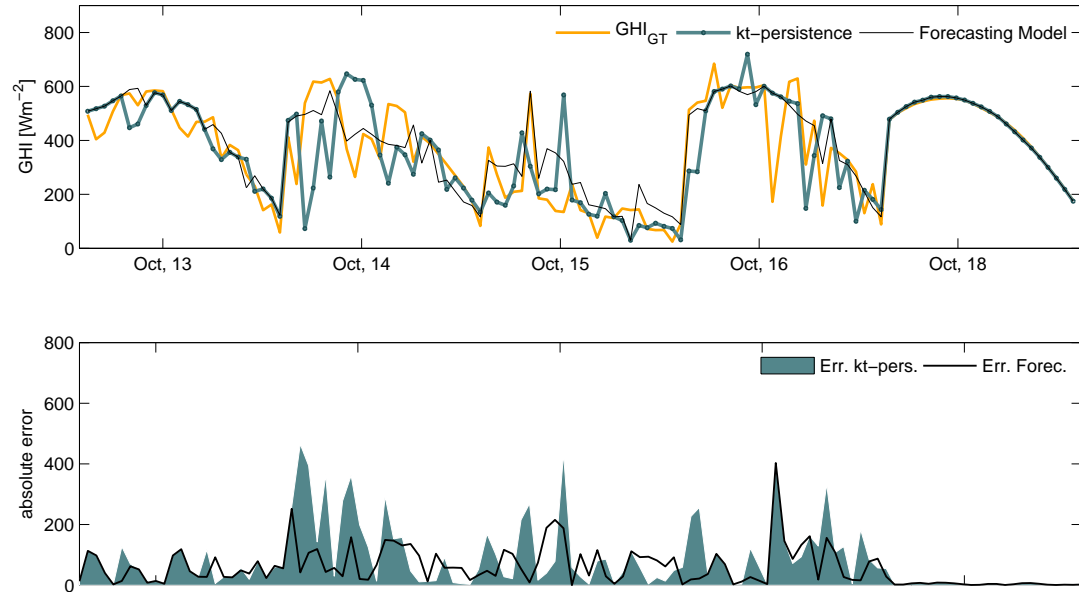 800
GHI_GT kt−persistence Forecasting Model
600
400
200
0
GHI [Wm−2]
Oct, 13 Oct, 14 Oct, 15 Oct, 16 Oct, 18
800
Err. kt−pers. Err. Forec.
600
400
200
0
absolute error